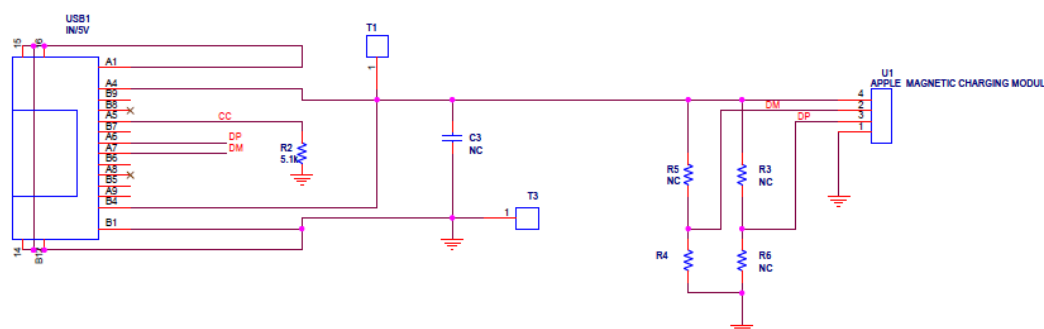 USB1
IN/5V
15
6
A1
A4
B9
B8
A5
B7
A6
A7
B6
A8
B5
A9
B4
B1
14
B12
CC
DP
DM
R2
5.1k
T1
1
C3
NC
1
T3
R5
NC
R3
NC
R4
R6
NC
DM
DP
U1
APPLE MAGNETIC CHARGING MODUL
4
2
3
1